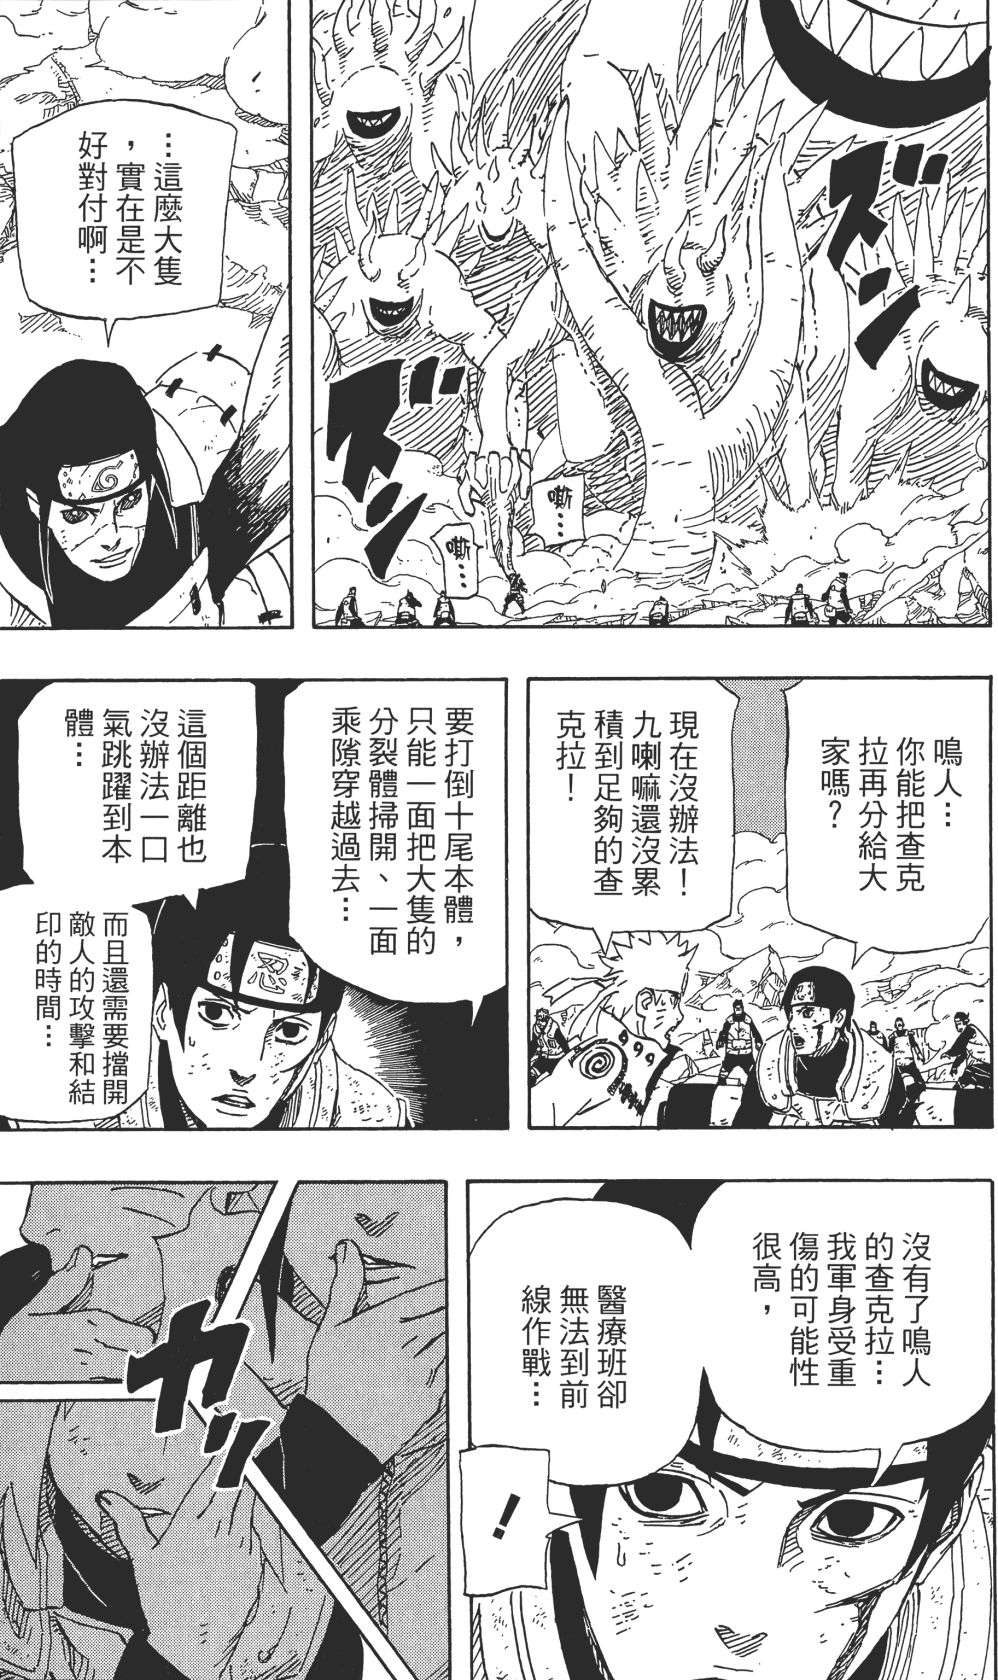 ドドド
嘶…
嘶…
…這麼大隻
，實在是不
好對付啊…
鳴人…
你能把查克
拉再分給大
家嗎？
現在沒辦法！
九喇嘛還沒累
積到足夠的查
克拉！
要打倒十尾本體，
只能一面把大隻的
分裂體掃開、一面
乘隙穿越過去…
這個距離也
沒辦法一口
氣跳躍到本
體…
而且還需要擋開
敵人的攻擊和結
印的時間…
忍
沒有了鳴人
的查克拉…
我軍身受重
傷的可能性
很高，
醫療班卻
無法到前
線作戰…
！
カリ